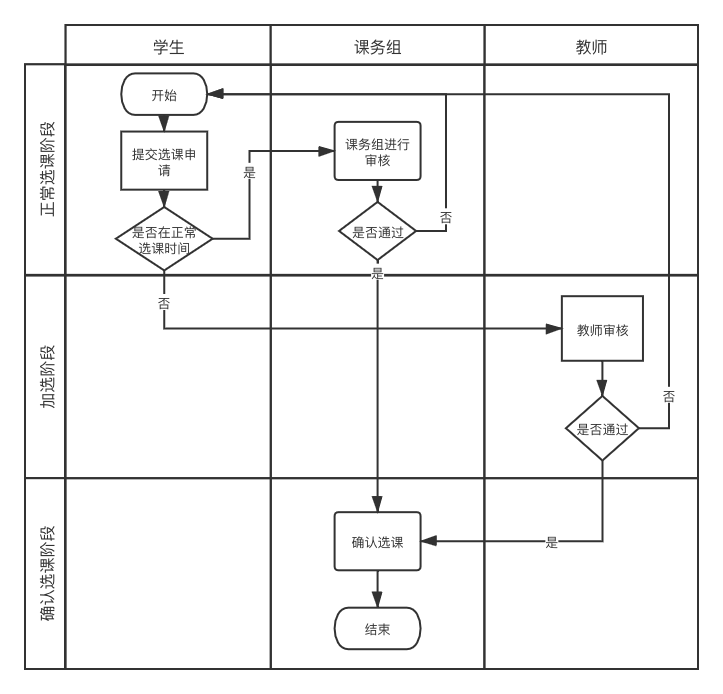 学生
课务组
教师
正常选课阶段
开始
提交选课申
请
是
课务组进行
审核
是否在正常
选课时间
是否通过
否
是
否
加选阶段
教师审核
否
是否通过
确认选课阶段
确认选课
是
结束